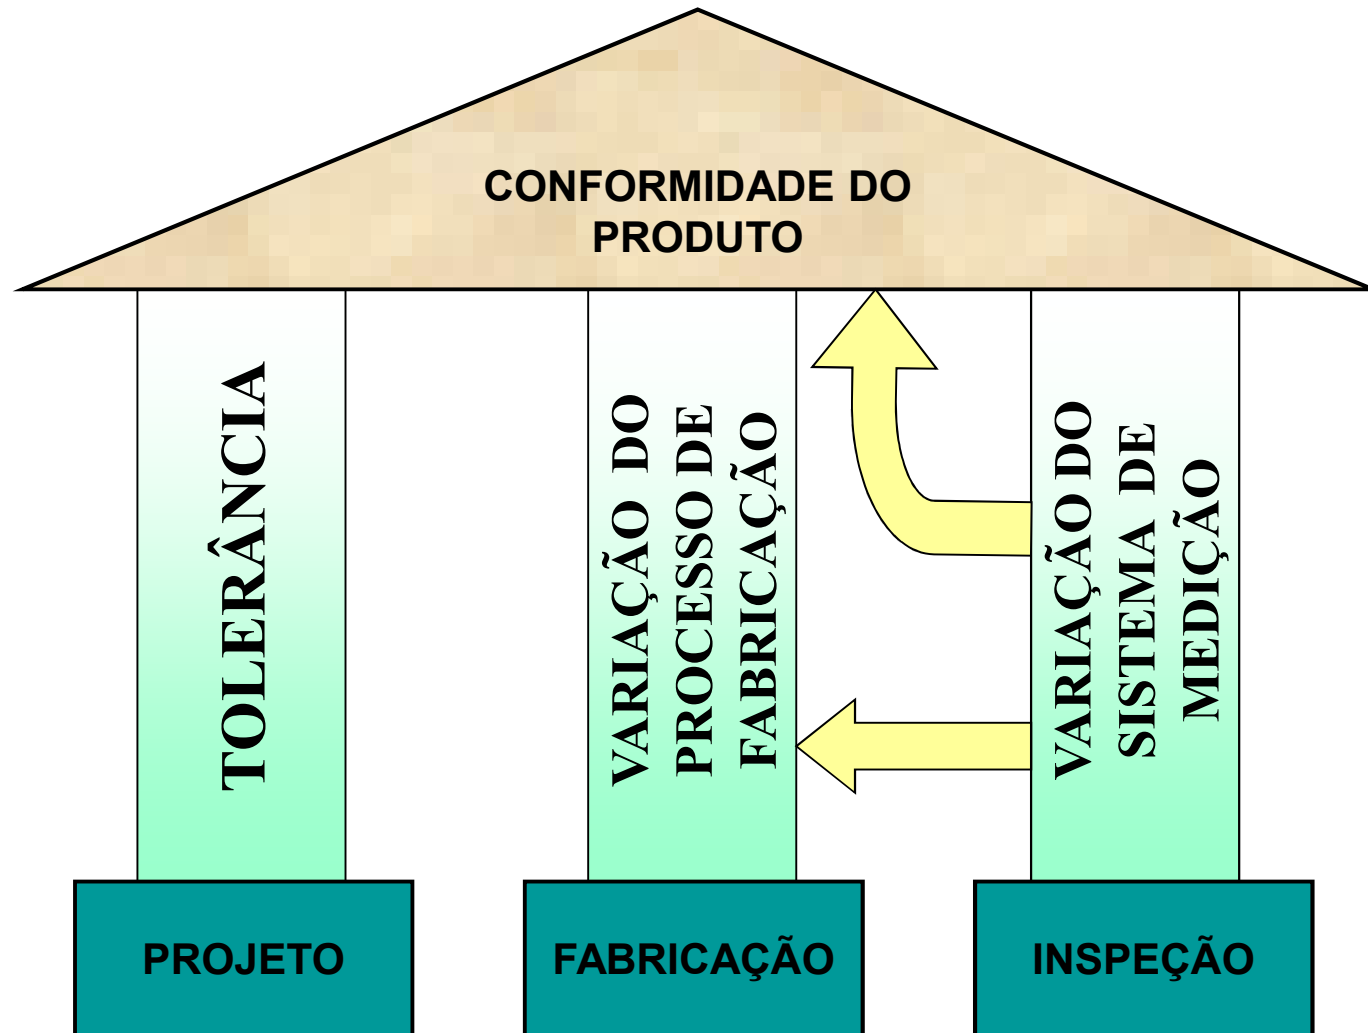 CONFORMIDADE DO
PRODUTO
TOLERÂNCIA
VARIAÇÃO DO
PROCESSO DE
FABRICAÇÃO
VARIAÇÃO DO
SISTEMA DE
MEDIÇÃO
PROJETO
FABRICAÇÃO
INSPEÇÃO